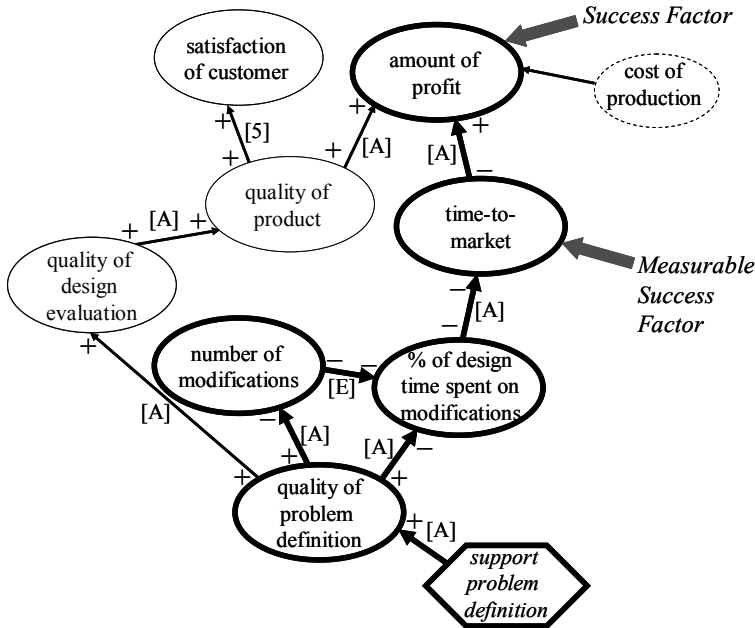 Success Factor
satisfaction
of customer
amount of
profit
cost of
production
+
+
+
[5]
+
+
[A]
+
[A]
−
quality of
product
time-to-
market
[A]
+
+
quality of
design
evaluation
Measurable
Success
Factor
−
[A]
−
+
number of
modifications
−
−
[E]
% of design
time spent on
modifications
[A]
−
[A]
+
[A]
−
+
+
quality of
problem
definition
+
[A]
support
problem
definition